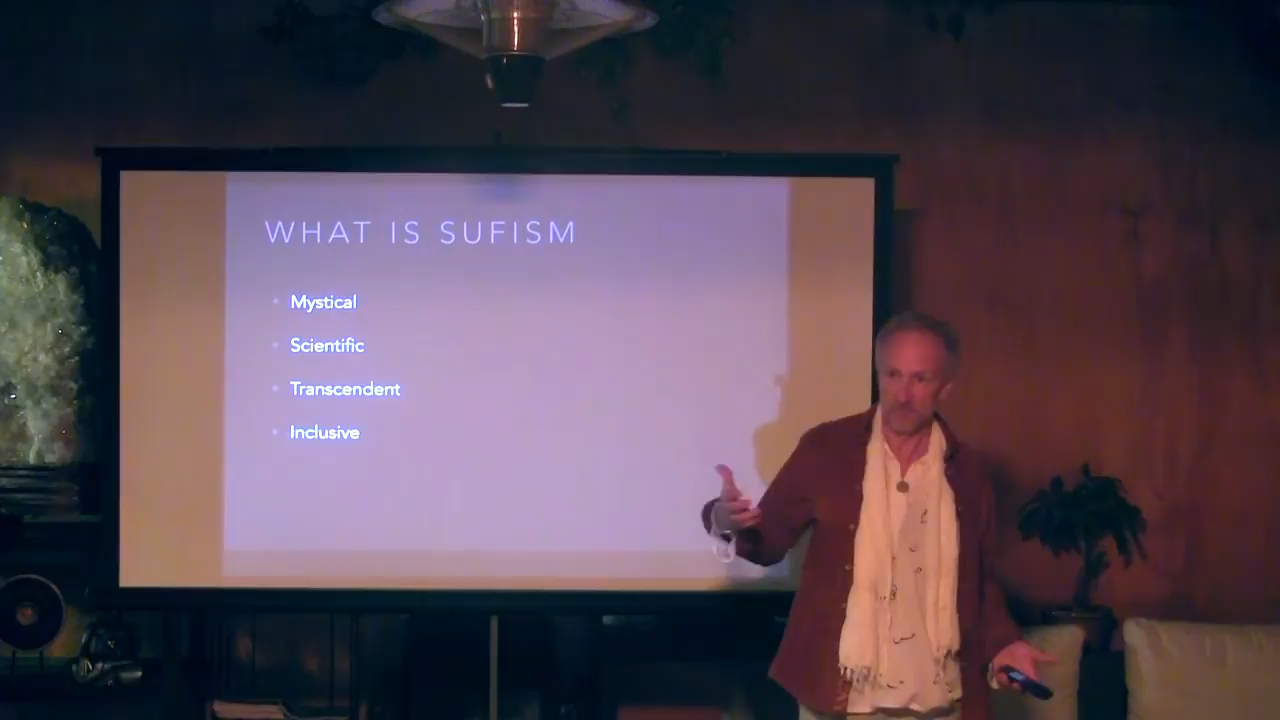 WHAT IS SUFISM
• Mystical
• Scientific
• Transcendent
• Inclusive